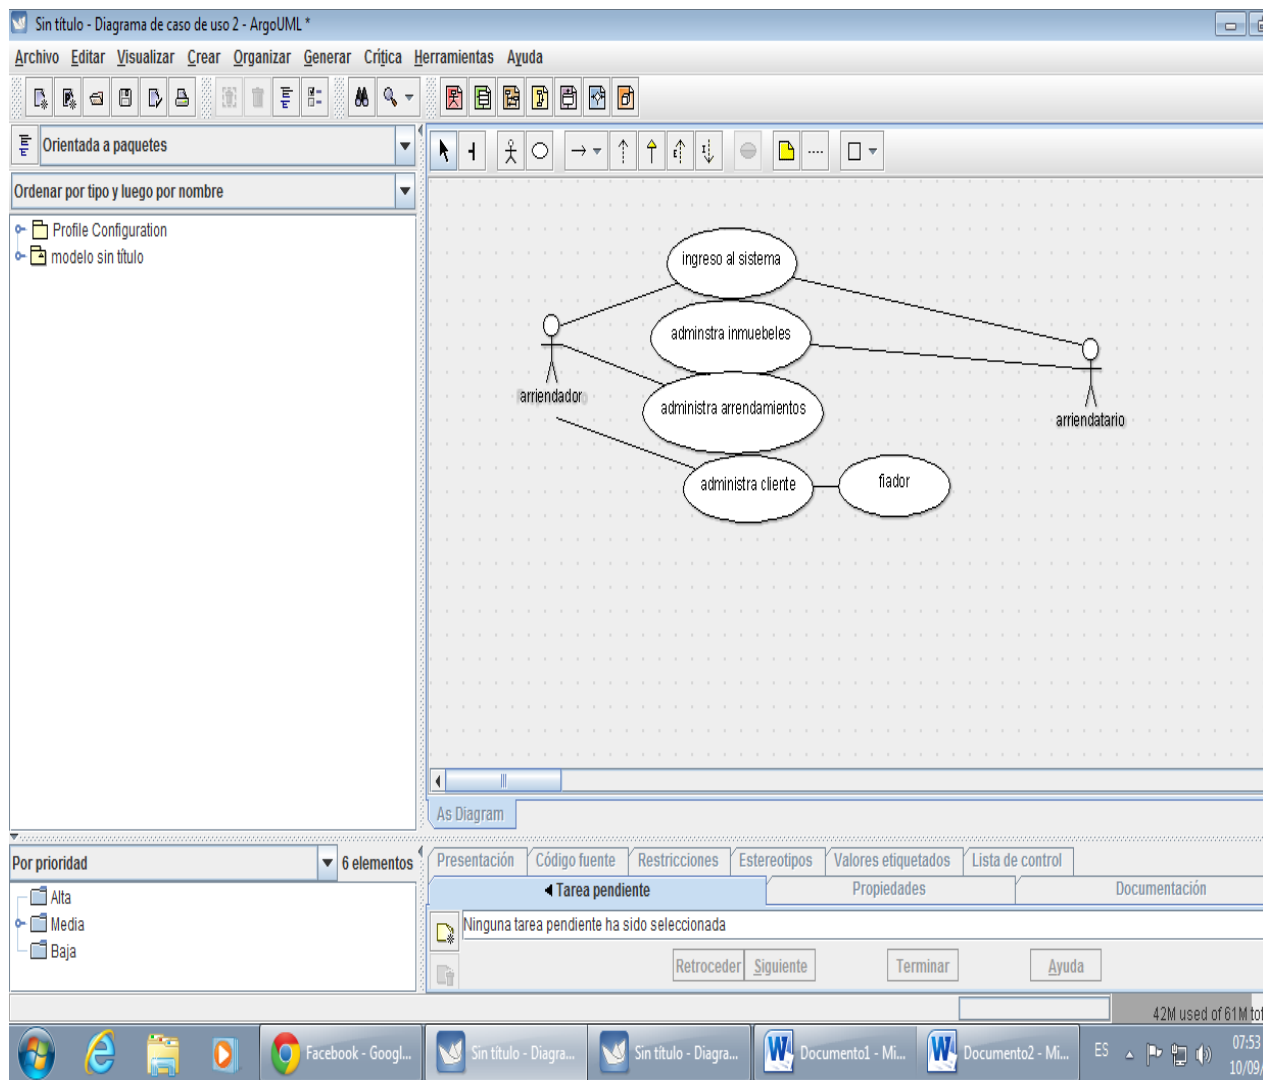 Sin título - Diagrama de caso de uso 2 - ArgoUML *
Archivo Editar Visualizar Crear Organizar Generar Crítica Herramientas Ayuda
Orientada a paquetes
Ordenar por tipo y luego por nombre
Profile Configuration
modelo sin título
ingreso al sistema
adminstra inmuebeles
arriendador
administra arrendamientos
arriendatario
administra cliente
fiador
As Diagram
Por prioridad
6 elementos
Alta
Media
Baja
Presentación Código fuente Restricciones Estereotipos Valores etiquetados Lista de control
Tarea pendiente Propiedades Documentación
Ninguna tarea pendiente ha sido seleccionada
Retroceder Siguiente Terminar Ayuda
42M used of 61M tot
Facebook - Googl... Sin título - Diagra... Sin título - Diagra... Documento1 - Mi... Documento2 - Mi... ES
07:53
10/09/